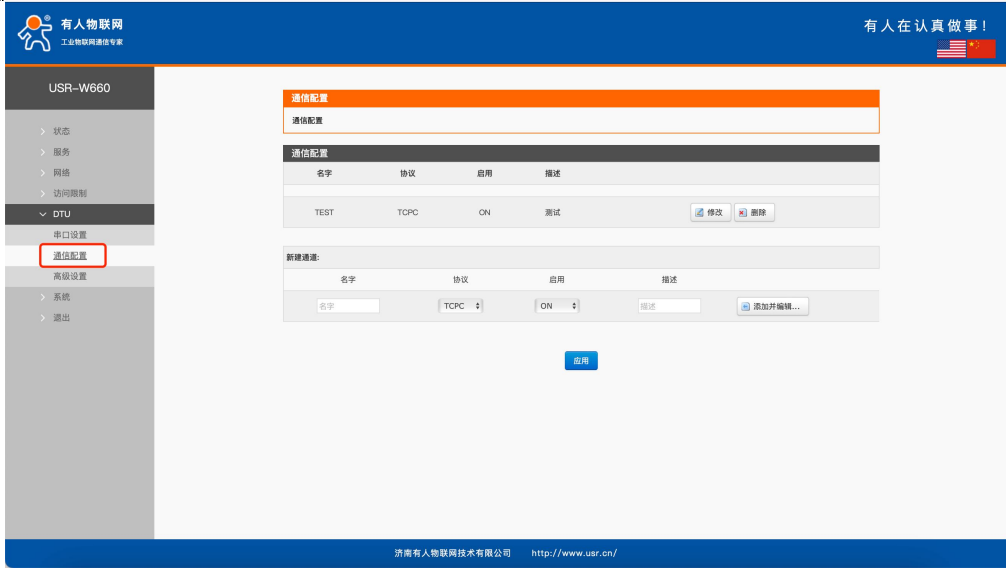 有人物联网
工业物联网通信专家
有人在认真做事!
USR-W660
状态
服务
网络
访问限制
DTU
串口设置
通信配置
高级设置
系统
退出
通信配置
通信配置
通信配置
名字 协议 启用 描述
TEST TCPC ON 测试 修改 删除
新建通道:
名字 协议 启用 描述
名字 TCPC ON 描述 添加并编辑...
应用
济南有人物联网技术有限公司 http://www.usr.cn/